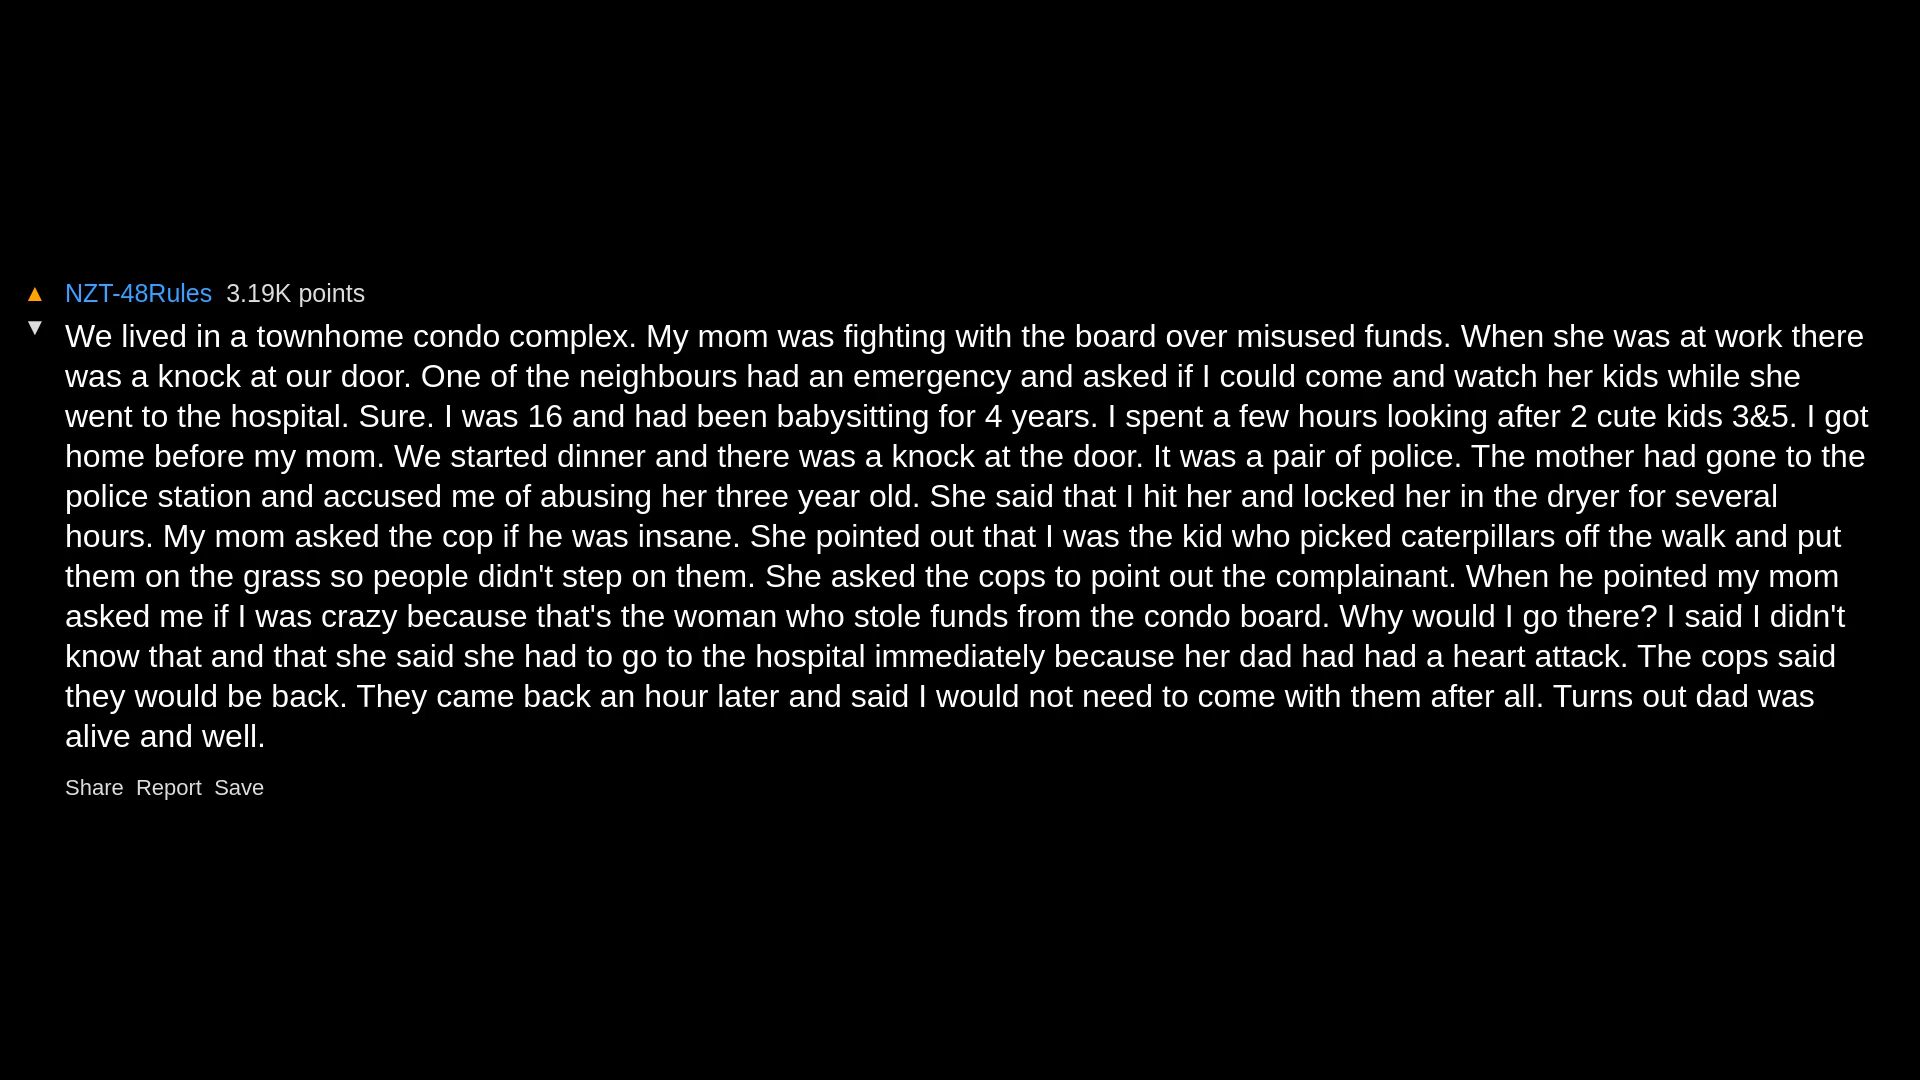 ▲ NZT-48Rules 3.19K points
▼
We lived in a townhome condo complex. My mom was fighting with the board over misused funds. When she was at work there
was a knock at our door. One of the neighbours had an emergency and asked if I could come and watch her kids while she
went to the hospital. Sure. I was 16 and had been babysitting for 4 years. I spent a few hours looking after 2 cute kids 3&5. I got
home before my mom. We started dinner and there was a knock at the door. It was a pair of police. The mother had gone to the
police station and accused me of abusing her three year old. She said that I hit her and locked her in the dryer for several
hours. My mom asked the cop if he was insane. She pointed out that I was the kid who picked caterpillars off the walk and put
them on the grass so people didn't step on them. She asked the cops to point out the complainant. When he pointed my mom
asked me if I was crazy because that's the woman who stole funds from the condo board. Why would I go there? I said I didn't
know that and that she said she had to go to the hospital immediately because her dad had had a heart attack. The cops said
they would be back. They came back an hour later and said I would not need to come with them after all. Turns out dad was
alive and well.
Share Report Save